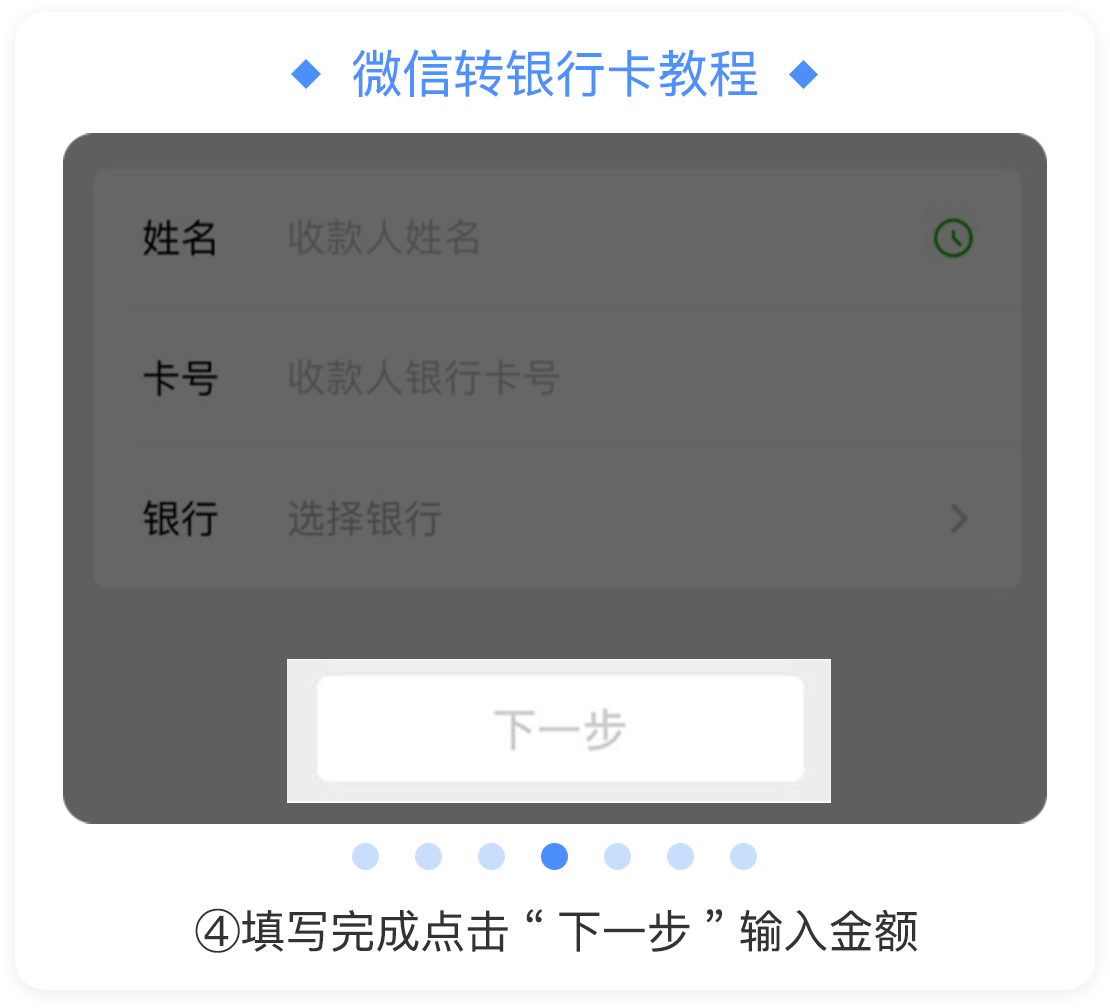 微信转银行卡教程
姓名 收款人姓名
卡号 收款人银行卡号
银行 选择银行
下一步
④填写完成点击“下一步”输入金额